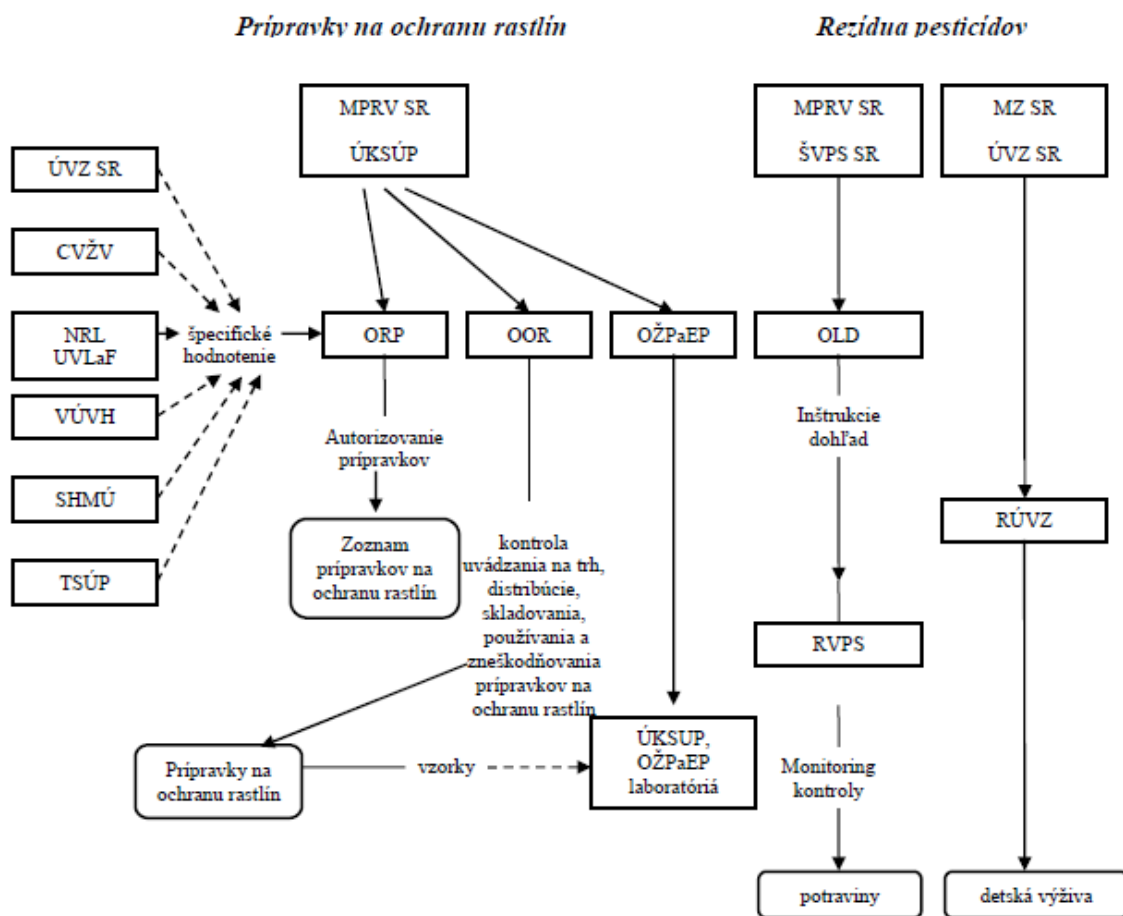 Prípravky na ochranu rastlín
Rezídua pesticídov
MPRV SR
ÚKSÚP
MPRV SR
ŠVPS SR
MZ SR
ÚVZ SR
ÚVZ SR
CVŽV
NRL
UVLaF
VÚVH
SHMÚ
TSÚP
špecifické
hodnotenie
ORP
OOR
OŽPaEP
OLD
Autorizovanie
prípravkov
Inštrukcie
dohľad
Zoznam
prípravkov na
ochranu rastlín
kontrola
uvádzania na trh,
distribúcie,
skladovania,
používania a
zneškodňovania
prípravkov na
ochranu rastlín
RÚVZ
RVPS
Prípravky na
ochranu rastlín
vzorky
ÚKSUP,
OŽPaEP
laboratóriá
Monitoring
kontroly
potraviny
detská výživa